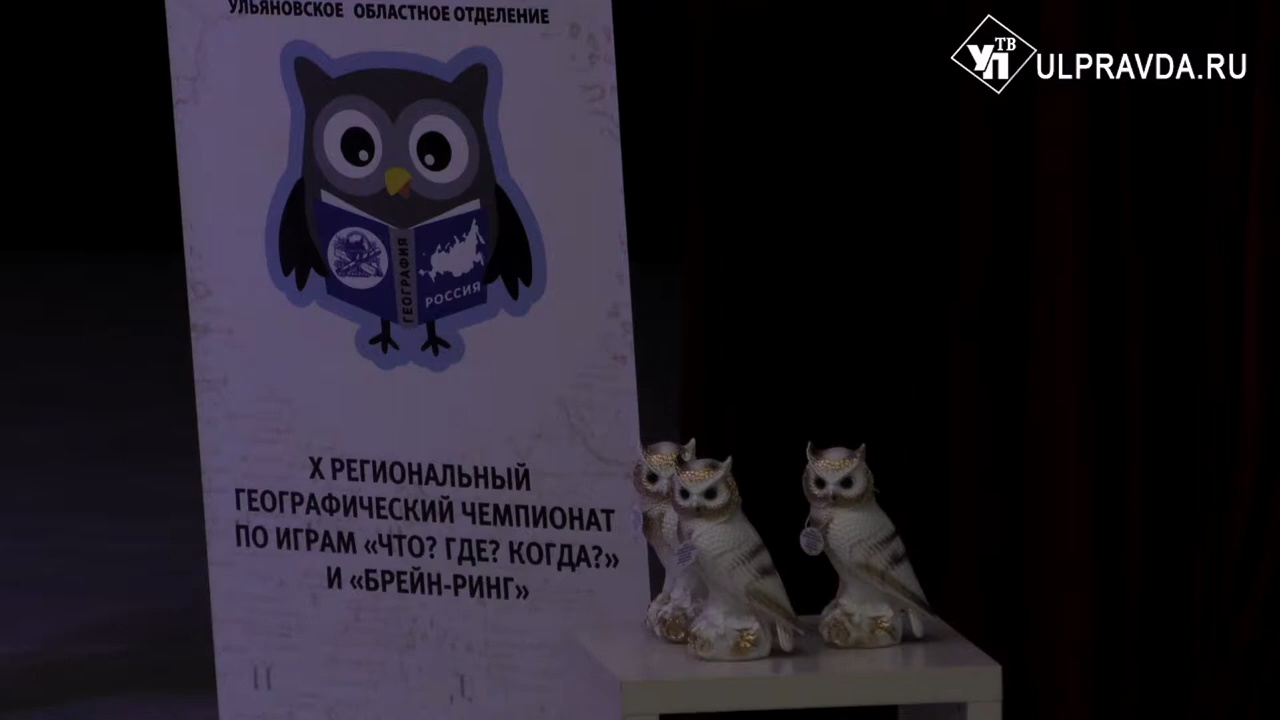 УЛЬЯНОВСКОЕ ОБЛАСТНОЕ ОТДЕЛЕНИЕ
УП ТВ
ULPRAVDA.RU
ГЕОГРАФИЯ
РОССИЯ
X РЕГИОНАЛЬНЫЙ
ГЕОГРАФИЧЕСКИЙ ЧЕМПИОНАТ
ПО ИГРАМ «ЧТО? ГДЕ? КОГДА?»
И «БРЕЙН-РИНГ»